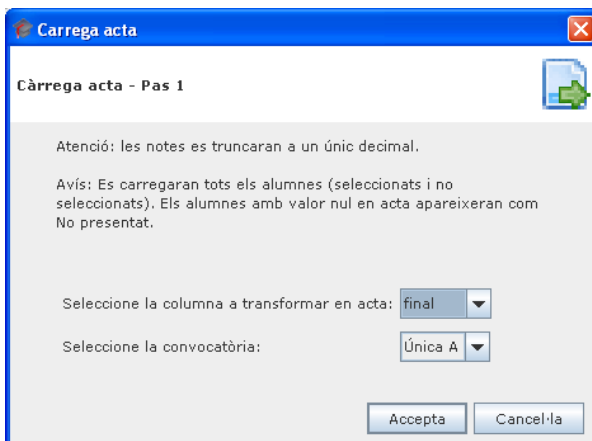 Carrega acta
Càrrega acta - Pas 1
Atenció: les notes es truncaran a un únic decimal.
Avís: Es carregaran tots els alumnes (seleccionats i no
seleccionats). Els alumnes amb valor nul en acta apareixeran com
No presentat.
Seleccione la columna a transformar en acta: final
Seleccione la convocatòria: Única A
Accepta Cancel·la